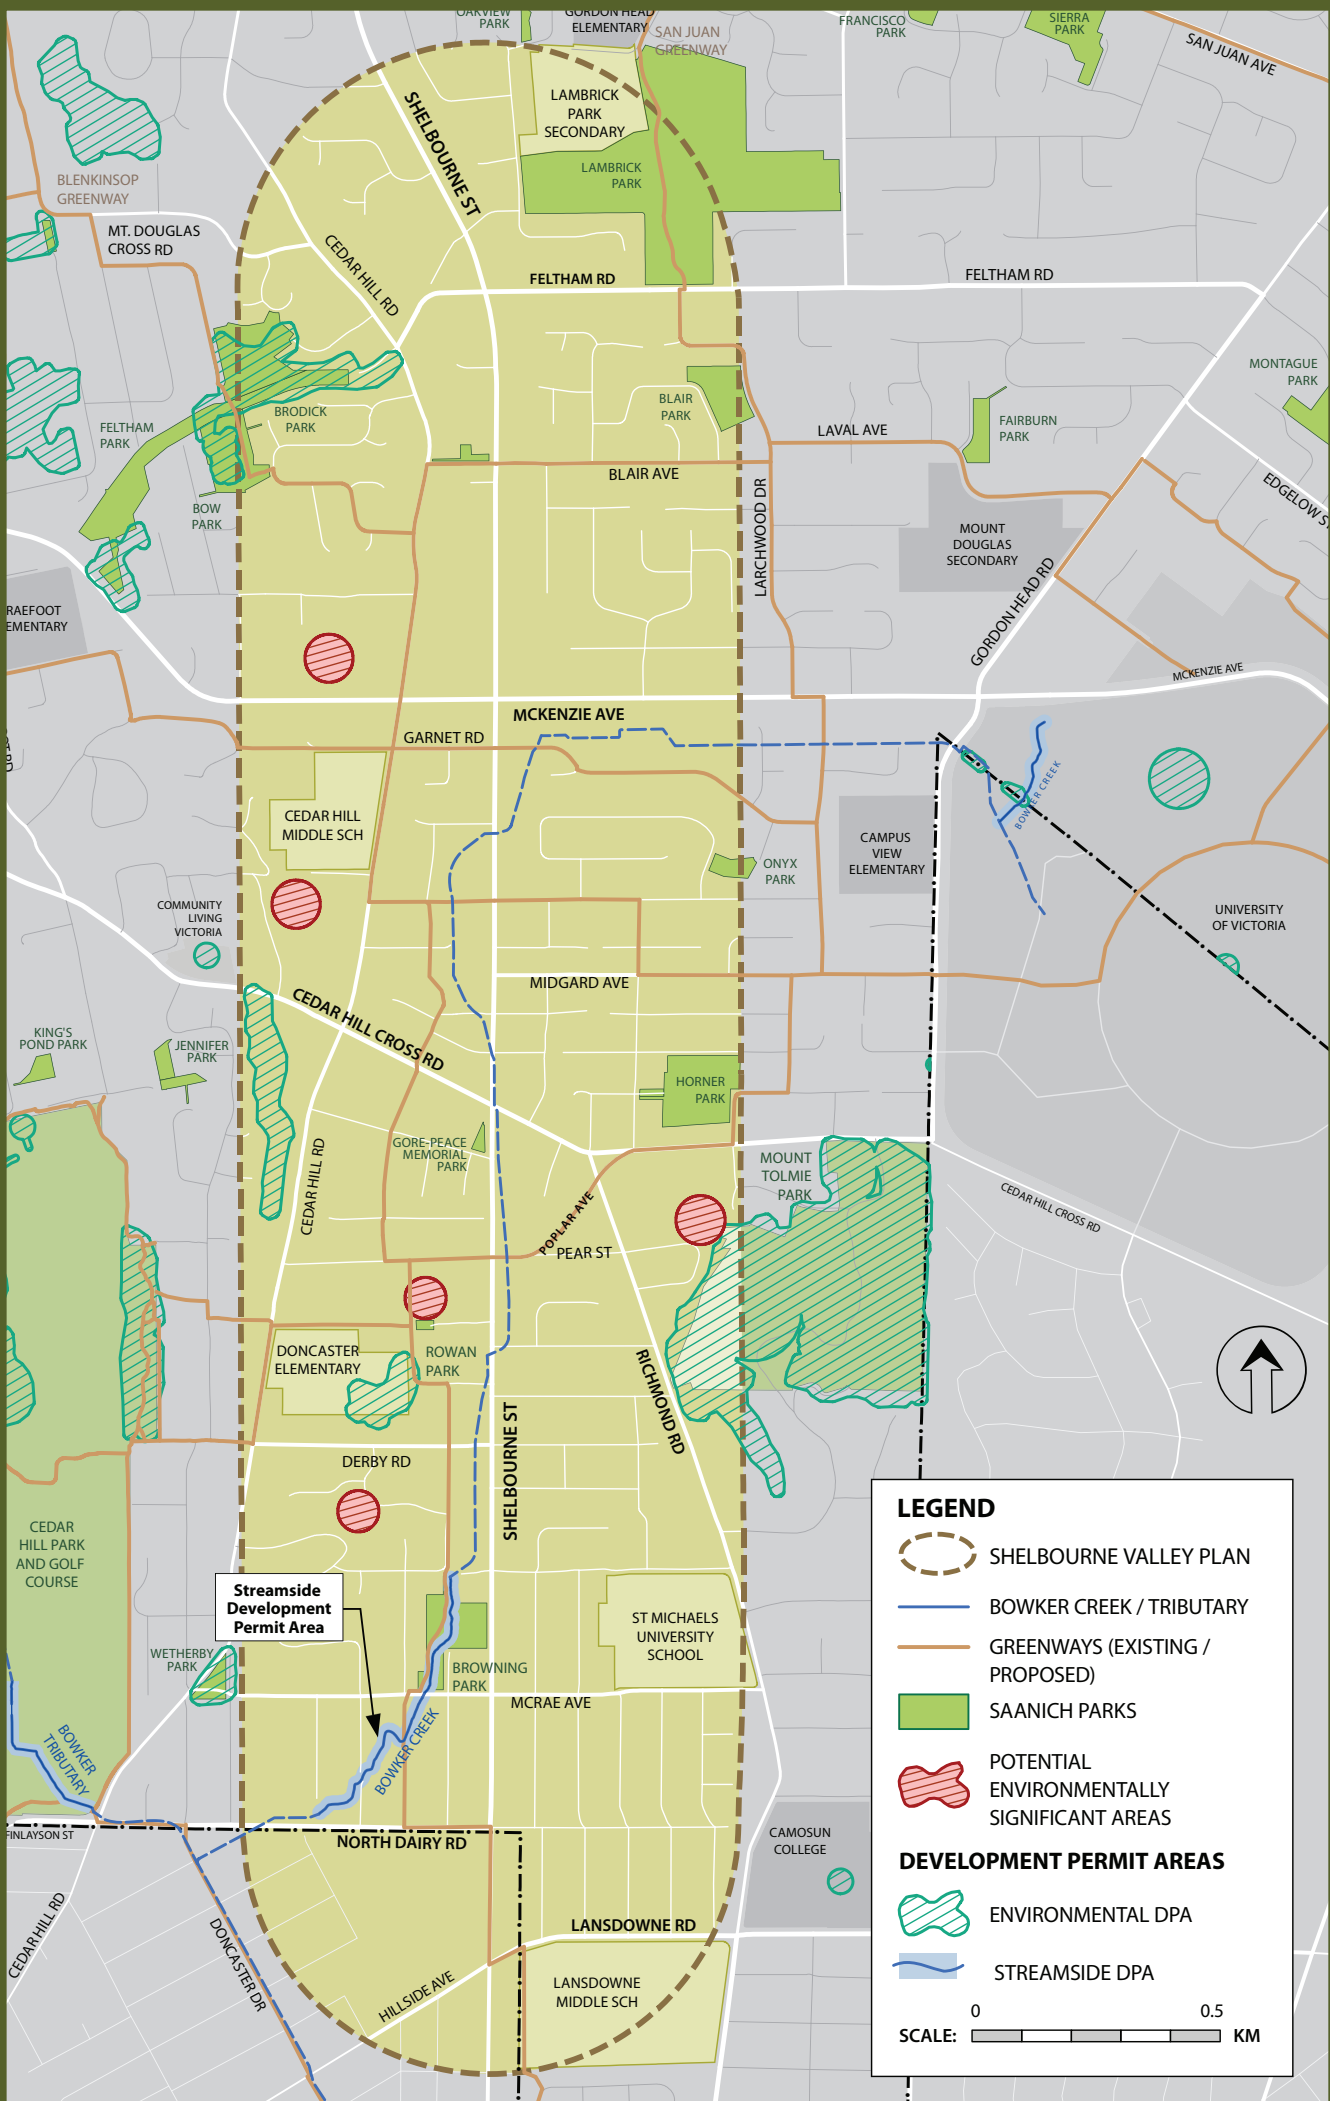 OAKVIEW
PARK
GORDON HEAD
ELEMENTARY
SAN JUAN
GREENWAY
FRANCISCO
PARK
SIERRA
PARK
SAN JUAN AVE
SHELBOURNE ST
LAMBRICK
PARK
SECONDARY
LAMBRICK
PARK
BLENKINSOP
GREENWAY
MT. DOUGLAS
CROSS RD
CEDAR HILL RD
FELTHAM RD
FELTHAM RD
MONTAGUE
PARK
BLAIR
PARK
BRODICK
PARK
FELTHAM
PARK
LAVAL AVE
FAIRBURN
PARK
BLAIR AVE
LARCHWOOD DR
EDGELOW ST
BOW
PARK
MOUNT
DOUGLAS
SECONDARY
GORDON HEAD RD
RAEFOOT
EMENTARY
MCKENZIE AVE
MCKENZIE AVE
GARNET RD
BOWKER CREEK
CEDAR HILL
MIDDLE SCH
CAMPUS
VIEW
ELEMENTARY
ONYX
PARK
COMMUNITY
LIVING
VICTORIA
UNIVERSITY
OF VICTORIA
MIDGARD AVE
CEDAR HILL CROSS RD
KING'S
POND PARK
JENNIFER
PARK
HORNER
PARK
GORE-PEACE
MEMORIAL
PARK
CEDAR HILL RD
MOUNT
TOLMIE
PARK
CEDAR HILL CROSS RD
POPLAR AVE
PEAR ST
DONCASTER
ELEMENTARY
ROWAN
PARK
RICHMOND RD
SHELBOURNE ST
DERBY RD
CEDAR
HILL PARK
AND GOLF
COURSE
Streamside
Development
Permit Area
ST MICHAELS
UNIVERSITY
SCHOOL
WETHERBY
PARK
BROWNING
PARK
MCRAE AVE
BOWKER
TRIBUTARY
BOWKER CREEK
FINLAYSON ST
NORTH DAIRY RD
CAMOSUN
COLLEGE
CEDAR HILL RD
DONCASTER DR
LANSDOWNE RD
HILLSIDE AVE
LANSDOWNE
MIDDLE SCH
LEGEND
SHELBOURNE VALLEY PLAN
BOWKER CREEK / TRIBUTARY
GREENWAYS (EXISTING /
PROPOSED)
SAANICH PARKS
POTENTIAL
ENVIRONMENTALLY
SIGNIFICANT AREAS
DEVELOPMENT PERMIT AREAS
ENVIRONMENTAL DPA
STREAMSIDE DPA
0 0.5
SCALE: KM